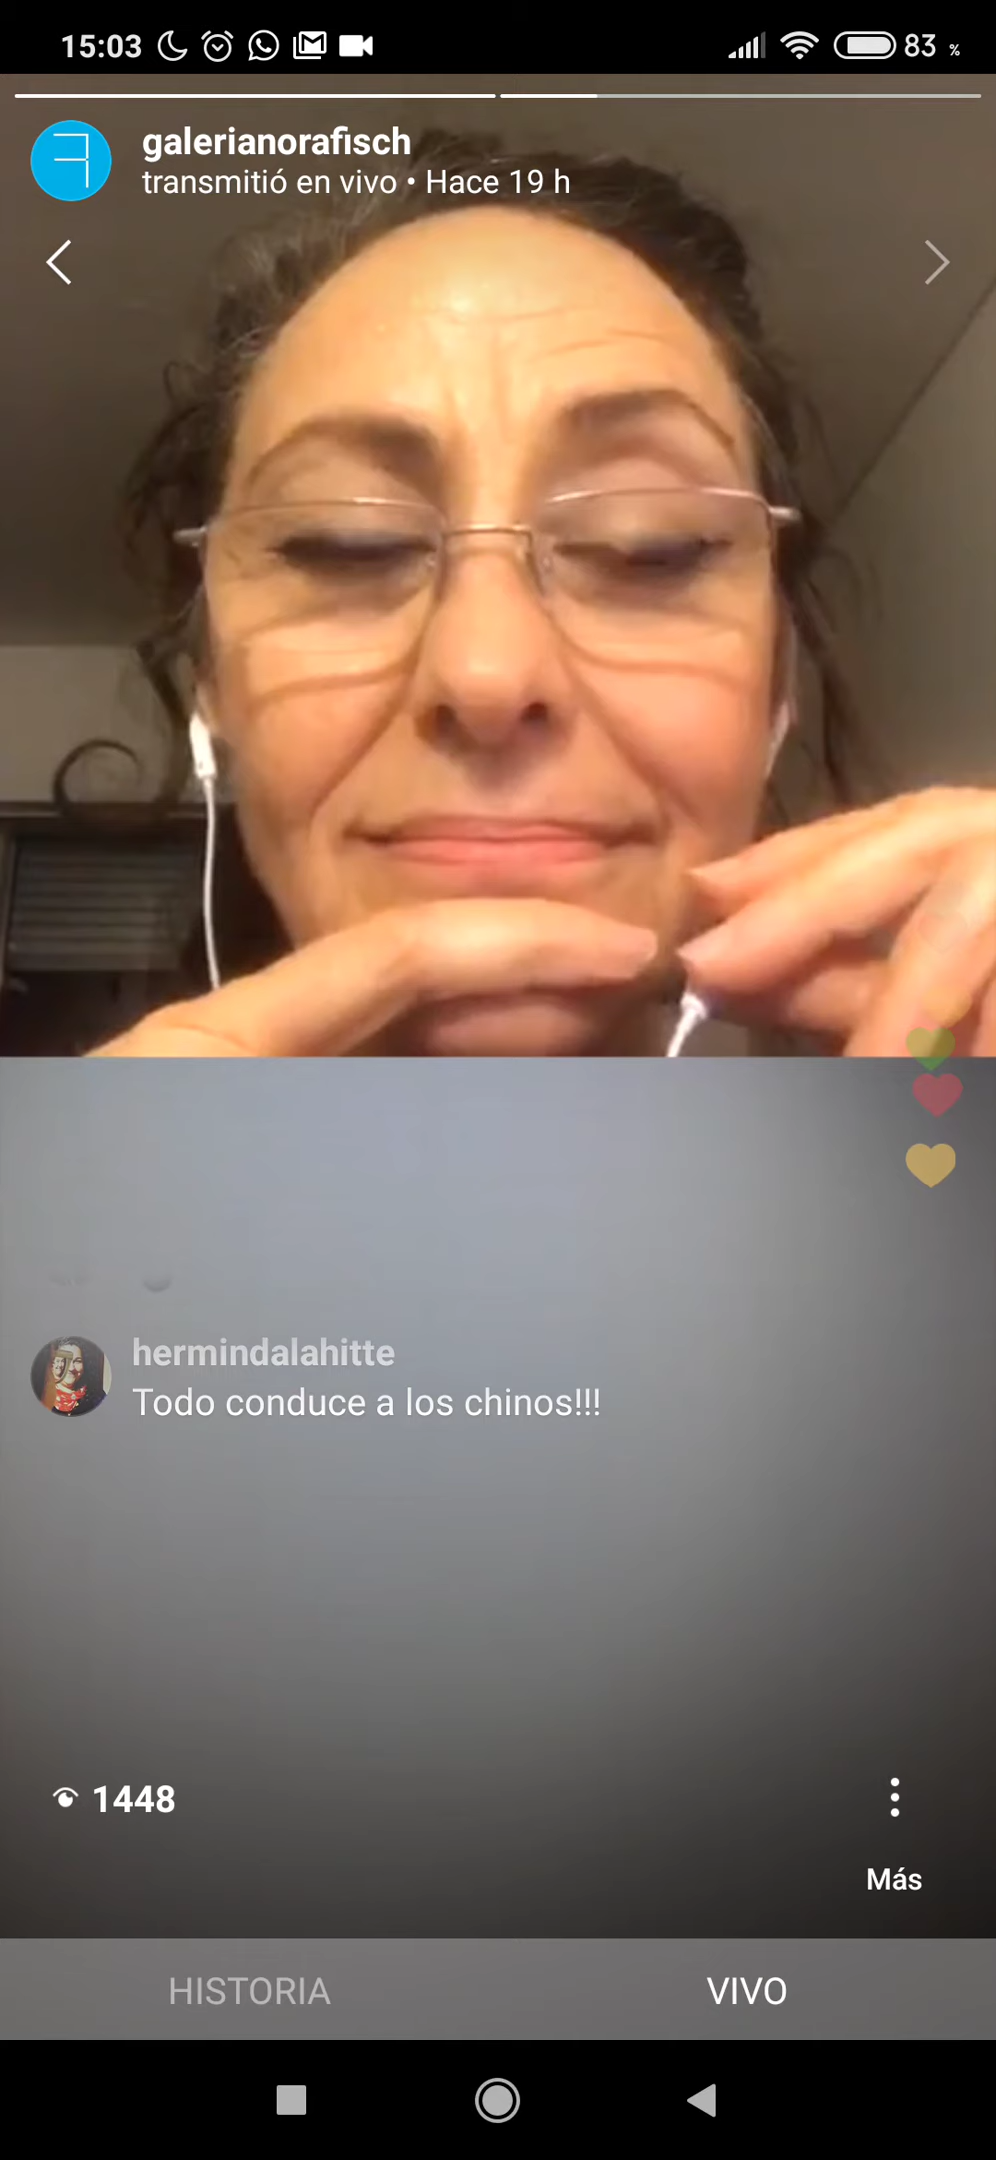 15:03
83 %
galerianorafisch
transmitió en vivo • Hace 19 h
hermindalahitte
Todo conduce a los chinos!!!
1448
Más
HISTORIA
VIVO